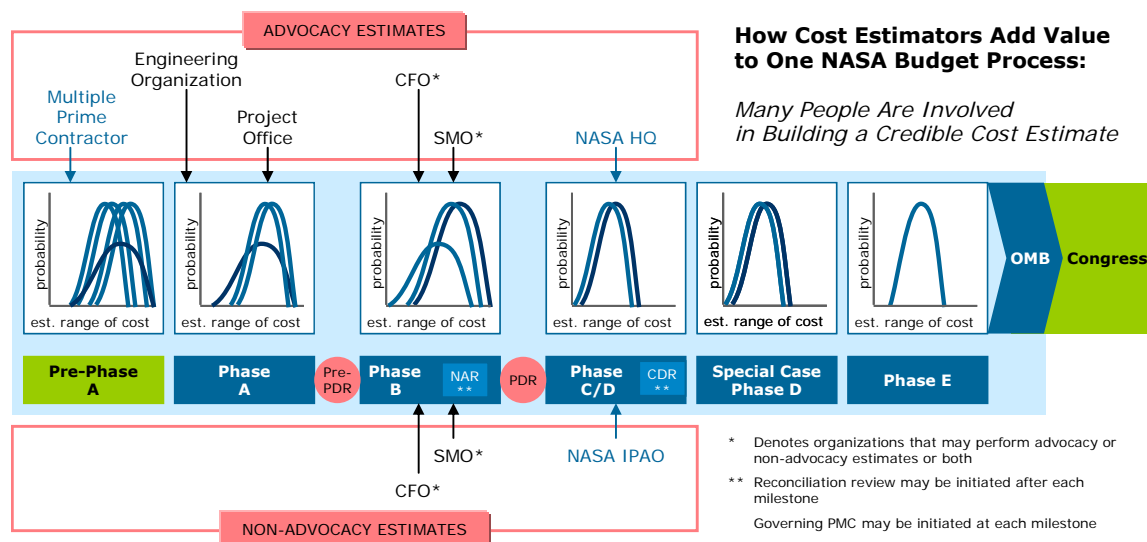 ADVOCACY ESTIMATES
How Cost Estimators Add Value
to One NASA Budget Process:
Many People Are Involved
in Building a Credible Cost Estimate
Engineering
Organization
Multiple
Prime
Contractor
Project
Office
CFO*
SMO*
NASA HQ
probability
est. range of cost
probability
est. range of cost
probability
est. range of cost
probability
est. range of cost
probability
est. range of cost
probability
est. range of cost
OMB
Congress
Pre-Phase
A
Phase
A
Pre-
PDR
Phase
B
NAR
**
PDR
Phase
C/D
CDR
**
Special Case
Phase D
Phase E
SMO*
CFO*
NASA IPAO
NON-ADVOCACY ESTIMATES
* Denotes organizations that may perform advocacy or
non-advocacy estimates or both
** Reconciliation review may be initiated after each
milestone
Governing PMC may be initiated at each milestone